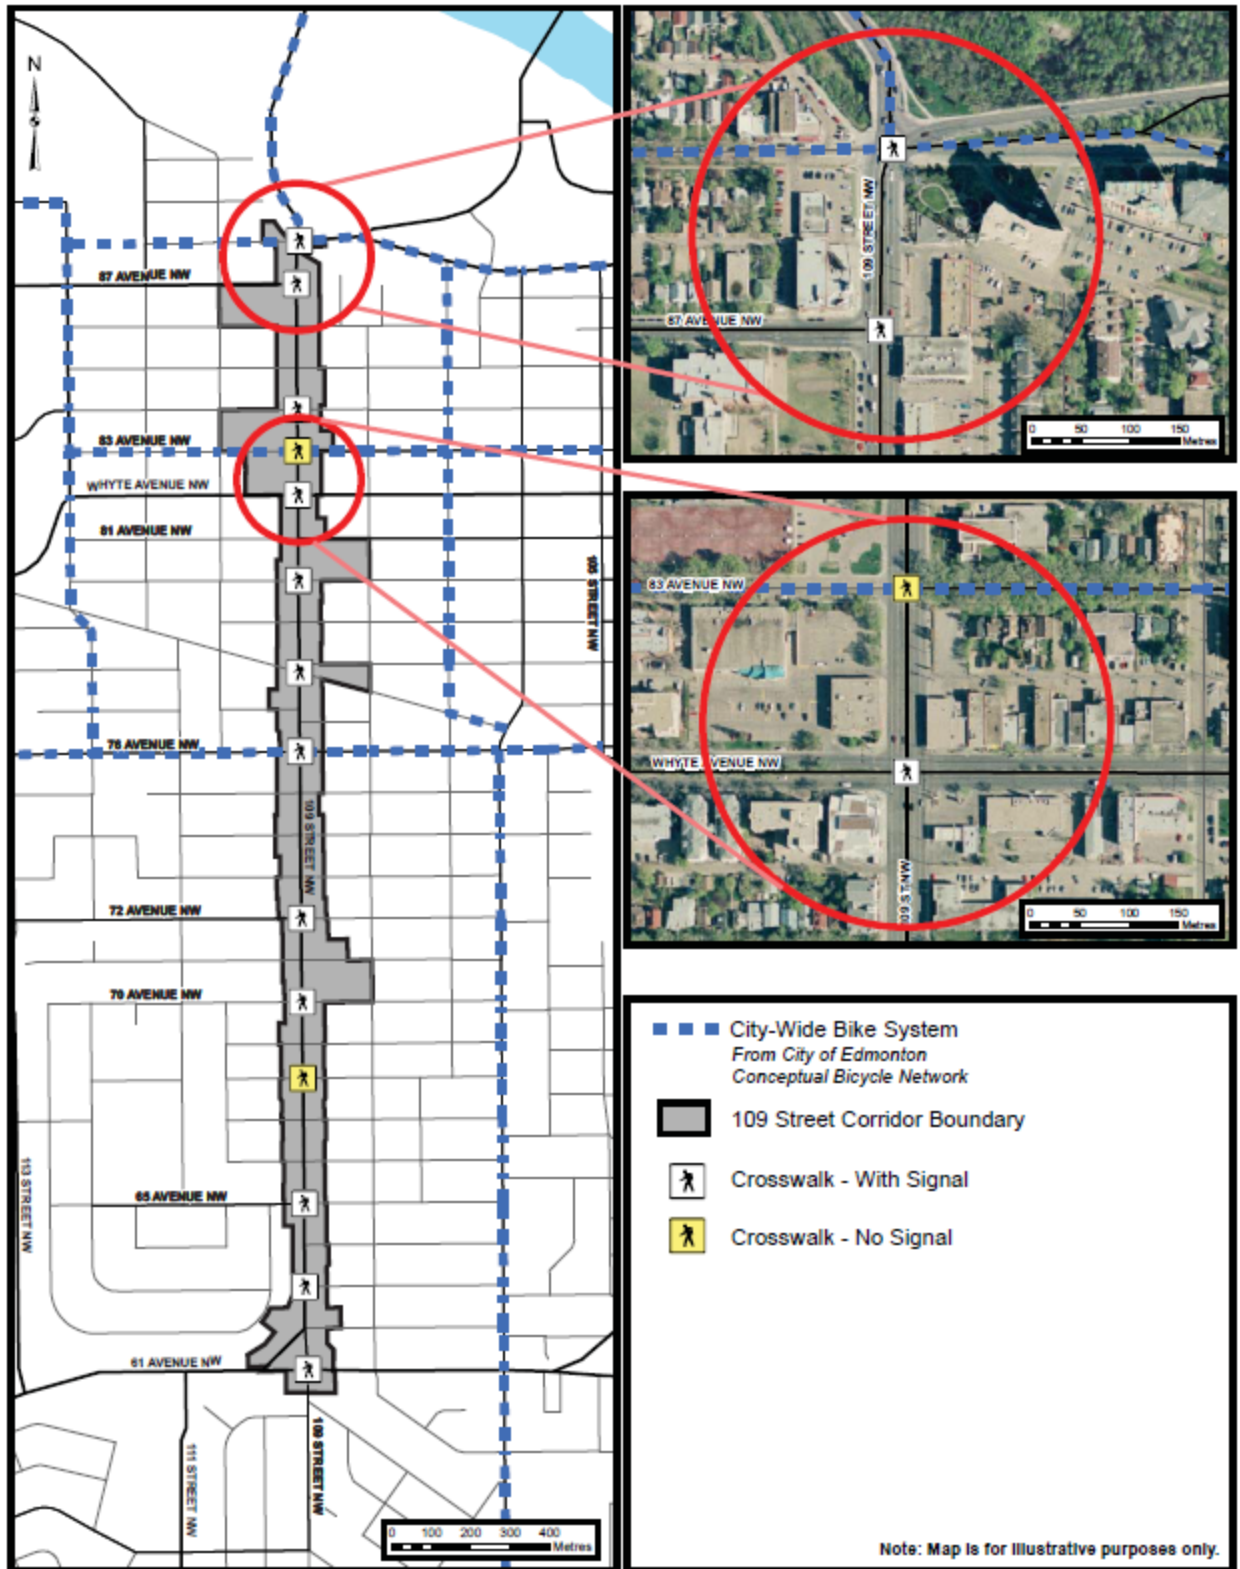 N
87 AVENUE NW
83 AVENUE NW
WHYTE AVENUE NW
81 AVENUE NW
105 STREET NW
76 AVENUE NW
109 STREET NW
72 AVENUE NW
70 AVENUE NW
113 STREET NW
65 AVENUE NW
61 AVENUE NW
111 STREET NW
109 STREET NW
0 100 200 300 400
Metres
109 STREET NW
87 AVENUE NW
0 50 100 150
Metres
83 AVENUE NW
WHYTE AVENUE NW
09 ST NW
0 50 100 150
Metres
City-Wide Bike System
From City of Edmonton
Conceptual Bicycle Network
109 Street Corridor Boundary
Crosswalk - With Signal
Crosswalk - No Signal
Note: Map is for illustrative purposes only.